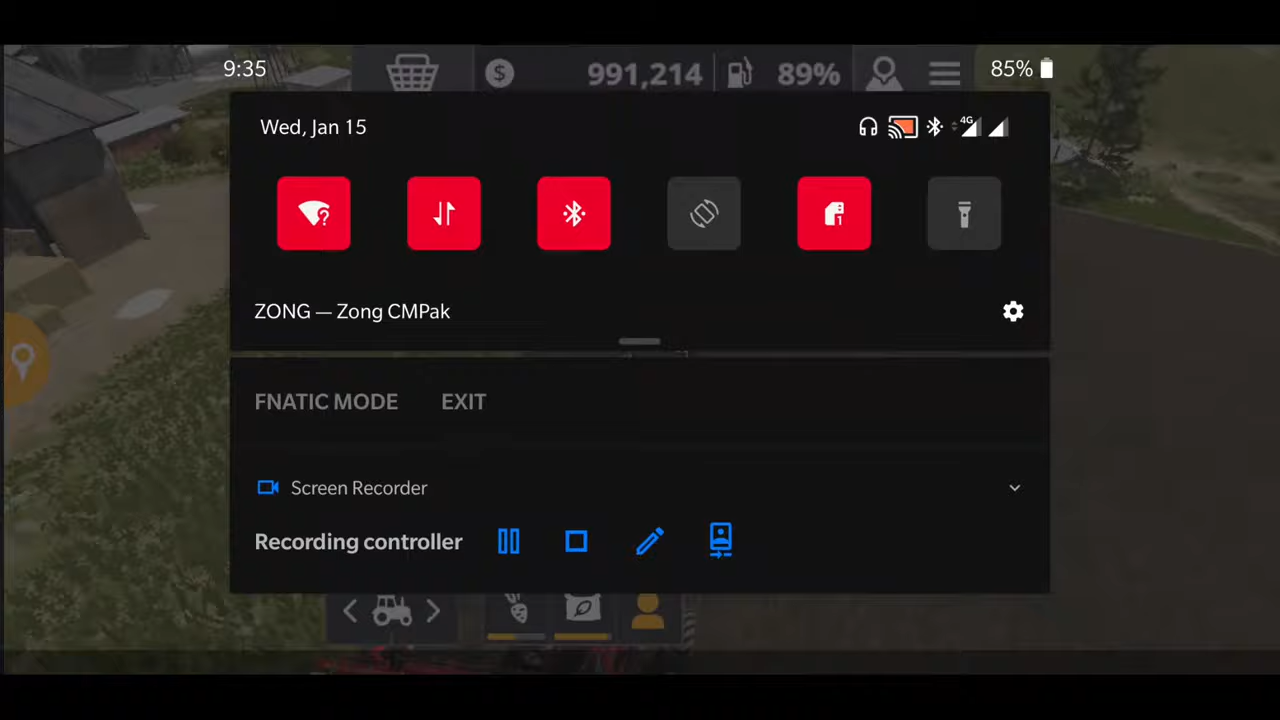 9:35
991,214
89%
85%
Wed, Jan 15
4G
?
1
ZONG — Zong CMPak
FNATIC MODE EXIT
Screen Recorder
Recording controller